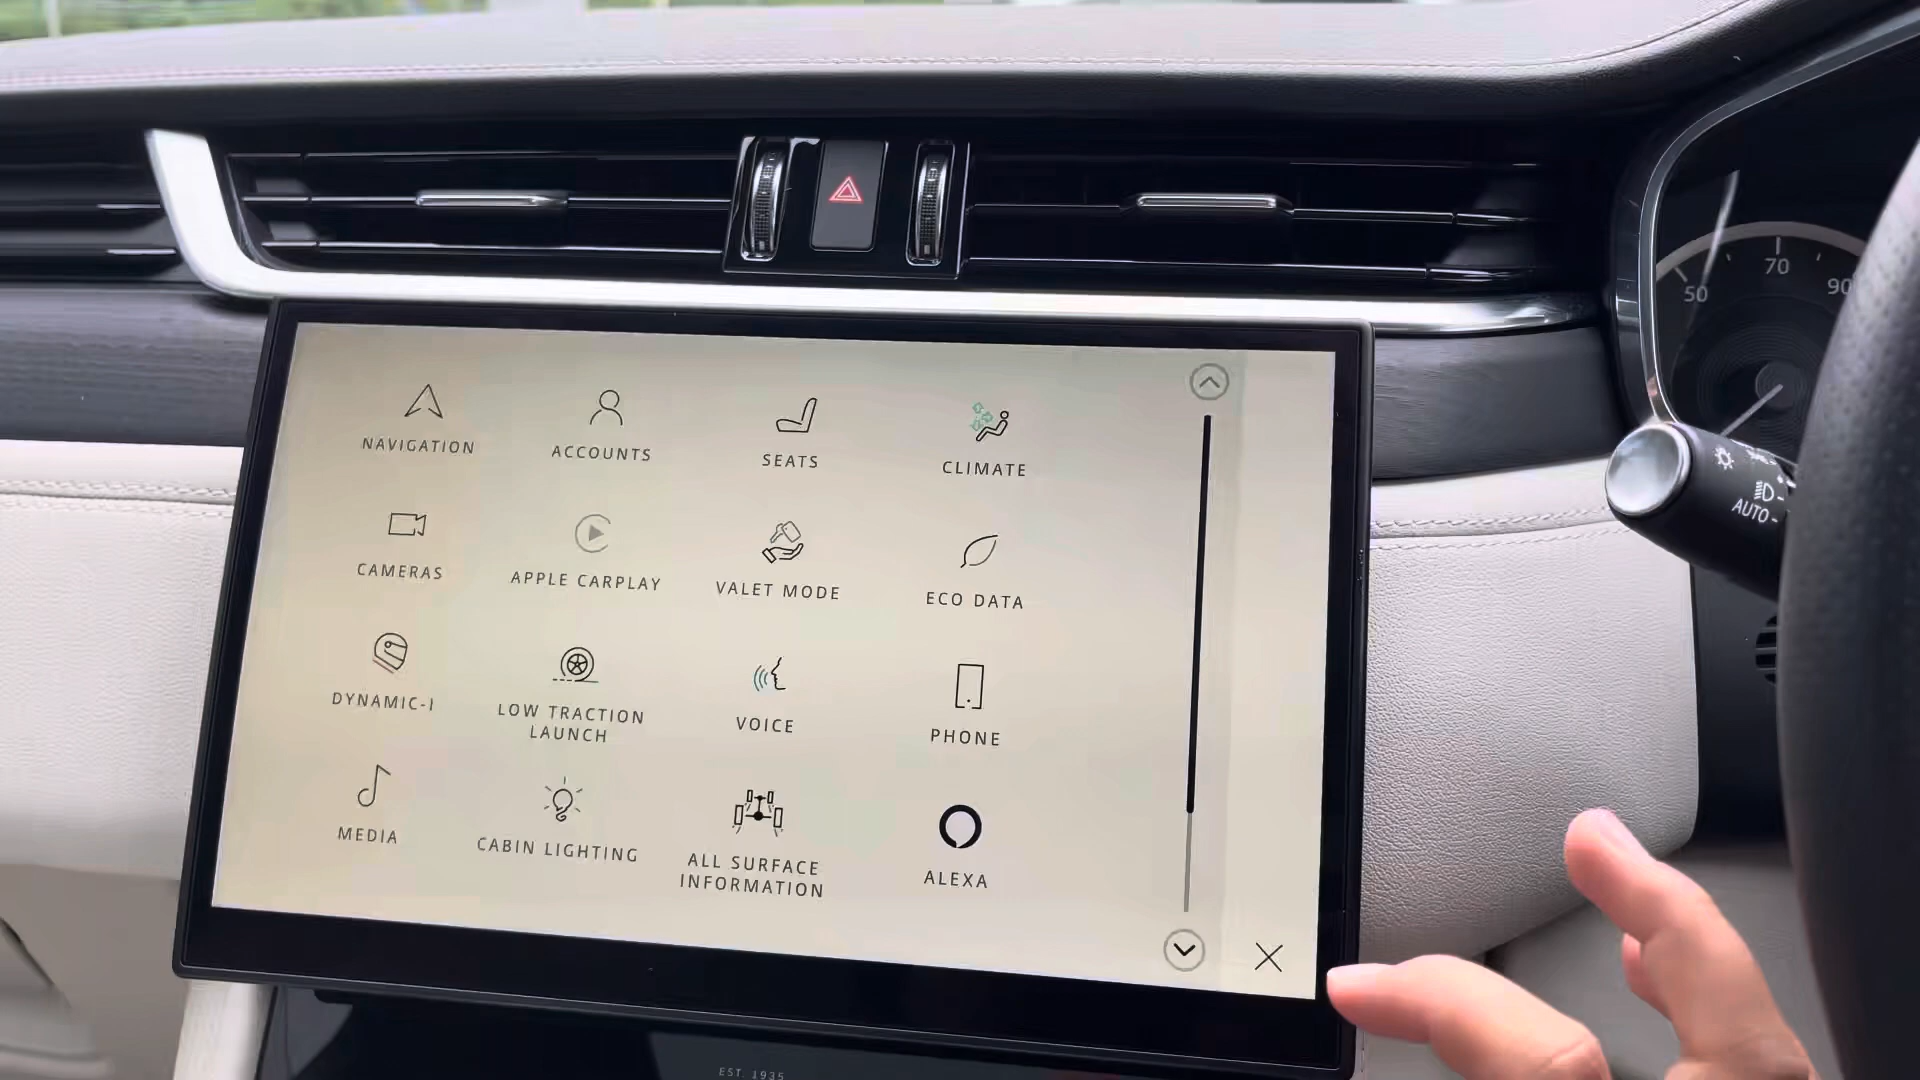 50
70
90
NAVIGATION
ACCOUNTS
SEATS
CLIMATE
AUTO
CAMERAS
APPLE CARPLAY
VALET MODE
ECO DATA
DYNAMIC-I
LOW TRACTION
LAUNCH
VOICE
PHONE
MEDIA
CABIN LIGHTING
ALL SURFACE
INFORMATION
ALEXA
EST. 1935